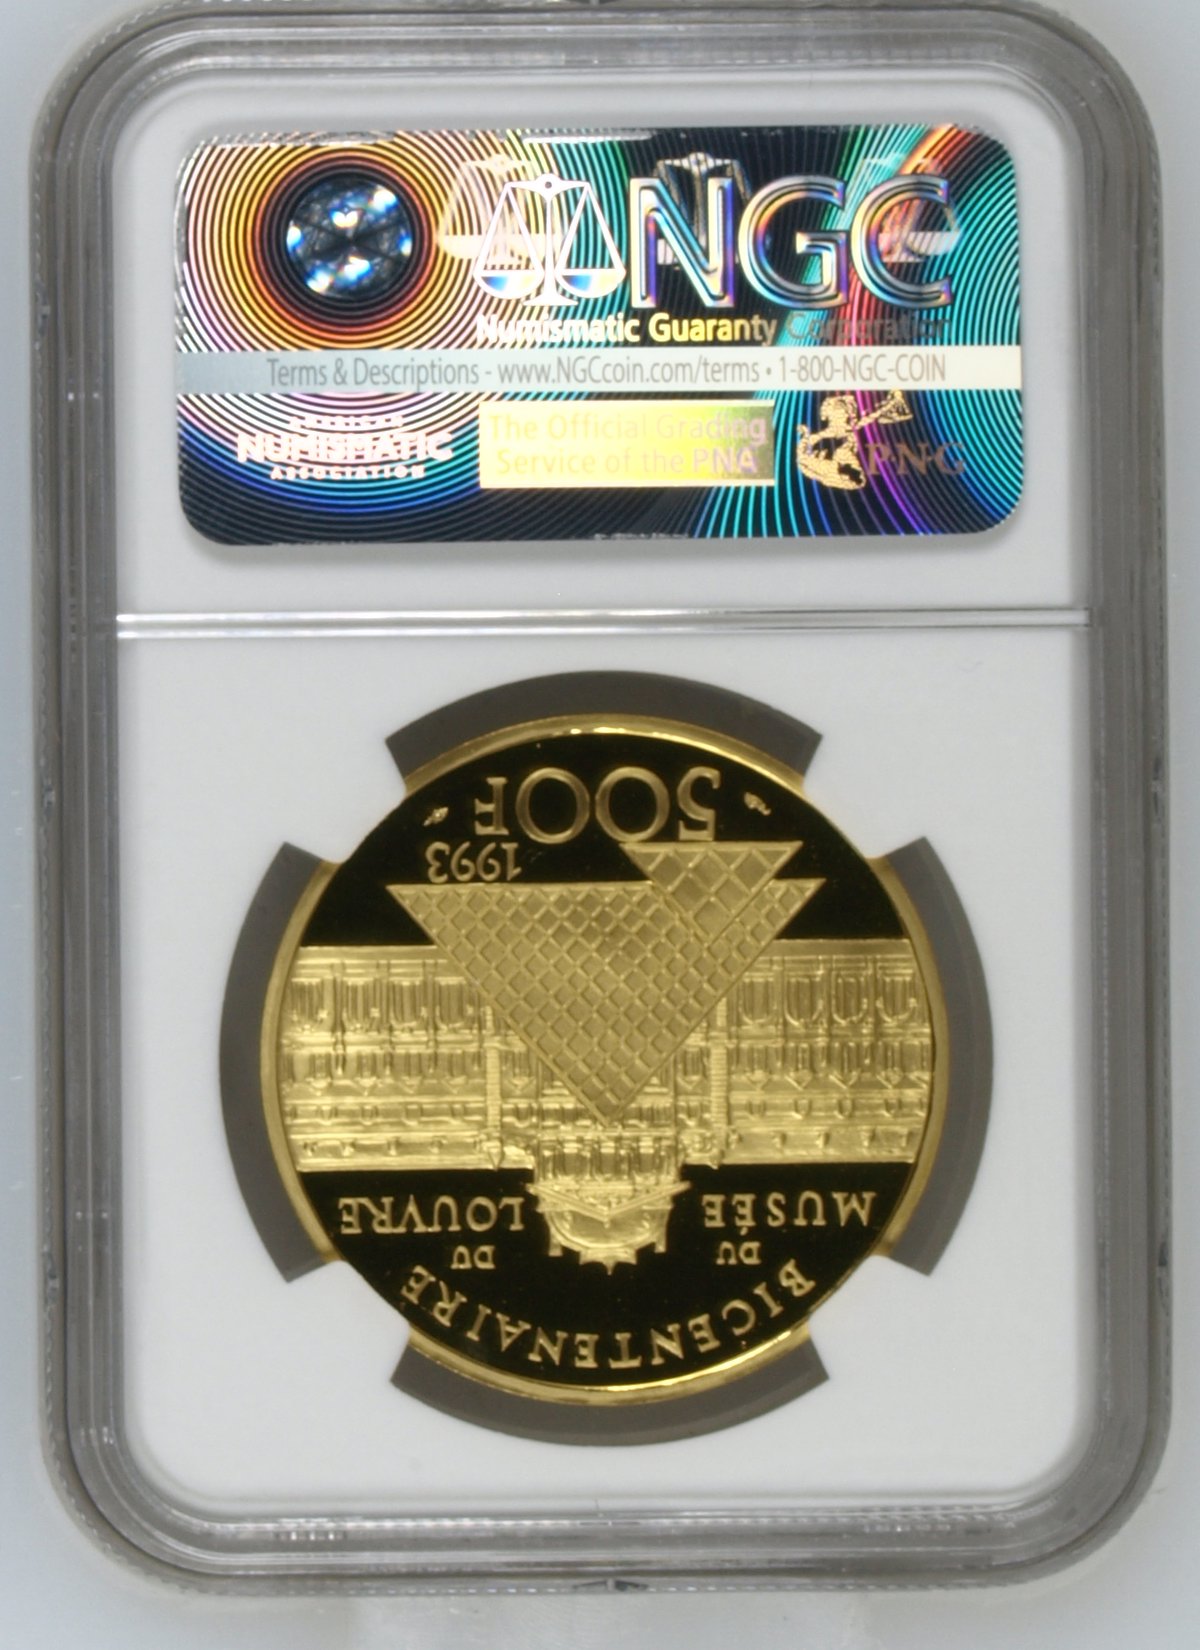 NGC
Numismatic Guaranty Corporation
Terms & Descriptions - www.NGCcoin.com/terms • 1-800-NGC-COIN
AMERICAN
NUMISMATIC
ASSOCIATION
The Official Grading
Service of the PNA
P·N·G
BICENTENAIRE
DU DU
MUSÉE LOUVRE
1993
500F